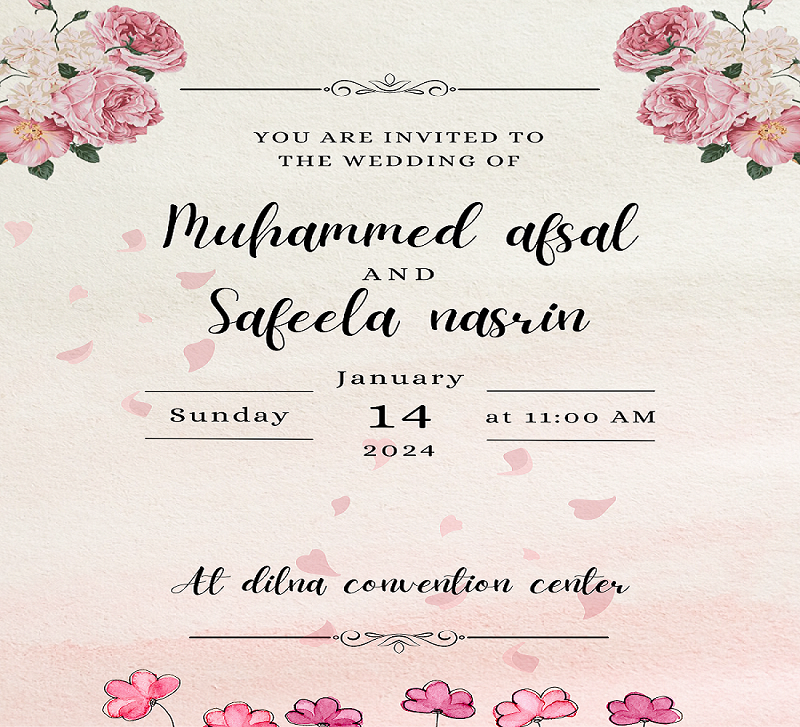 YOU ARE INVITED TO
THE WEDDING OF
Muhammed afsal
AND
Safeela nasrin
January
Sunday 14 at 11:00 AM
2024
At dilna convention center